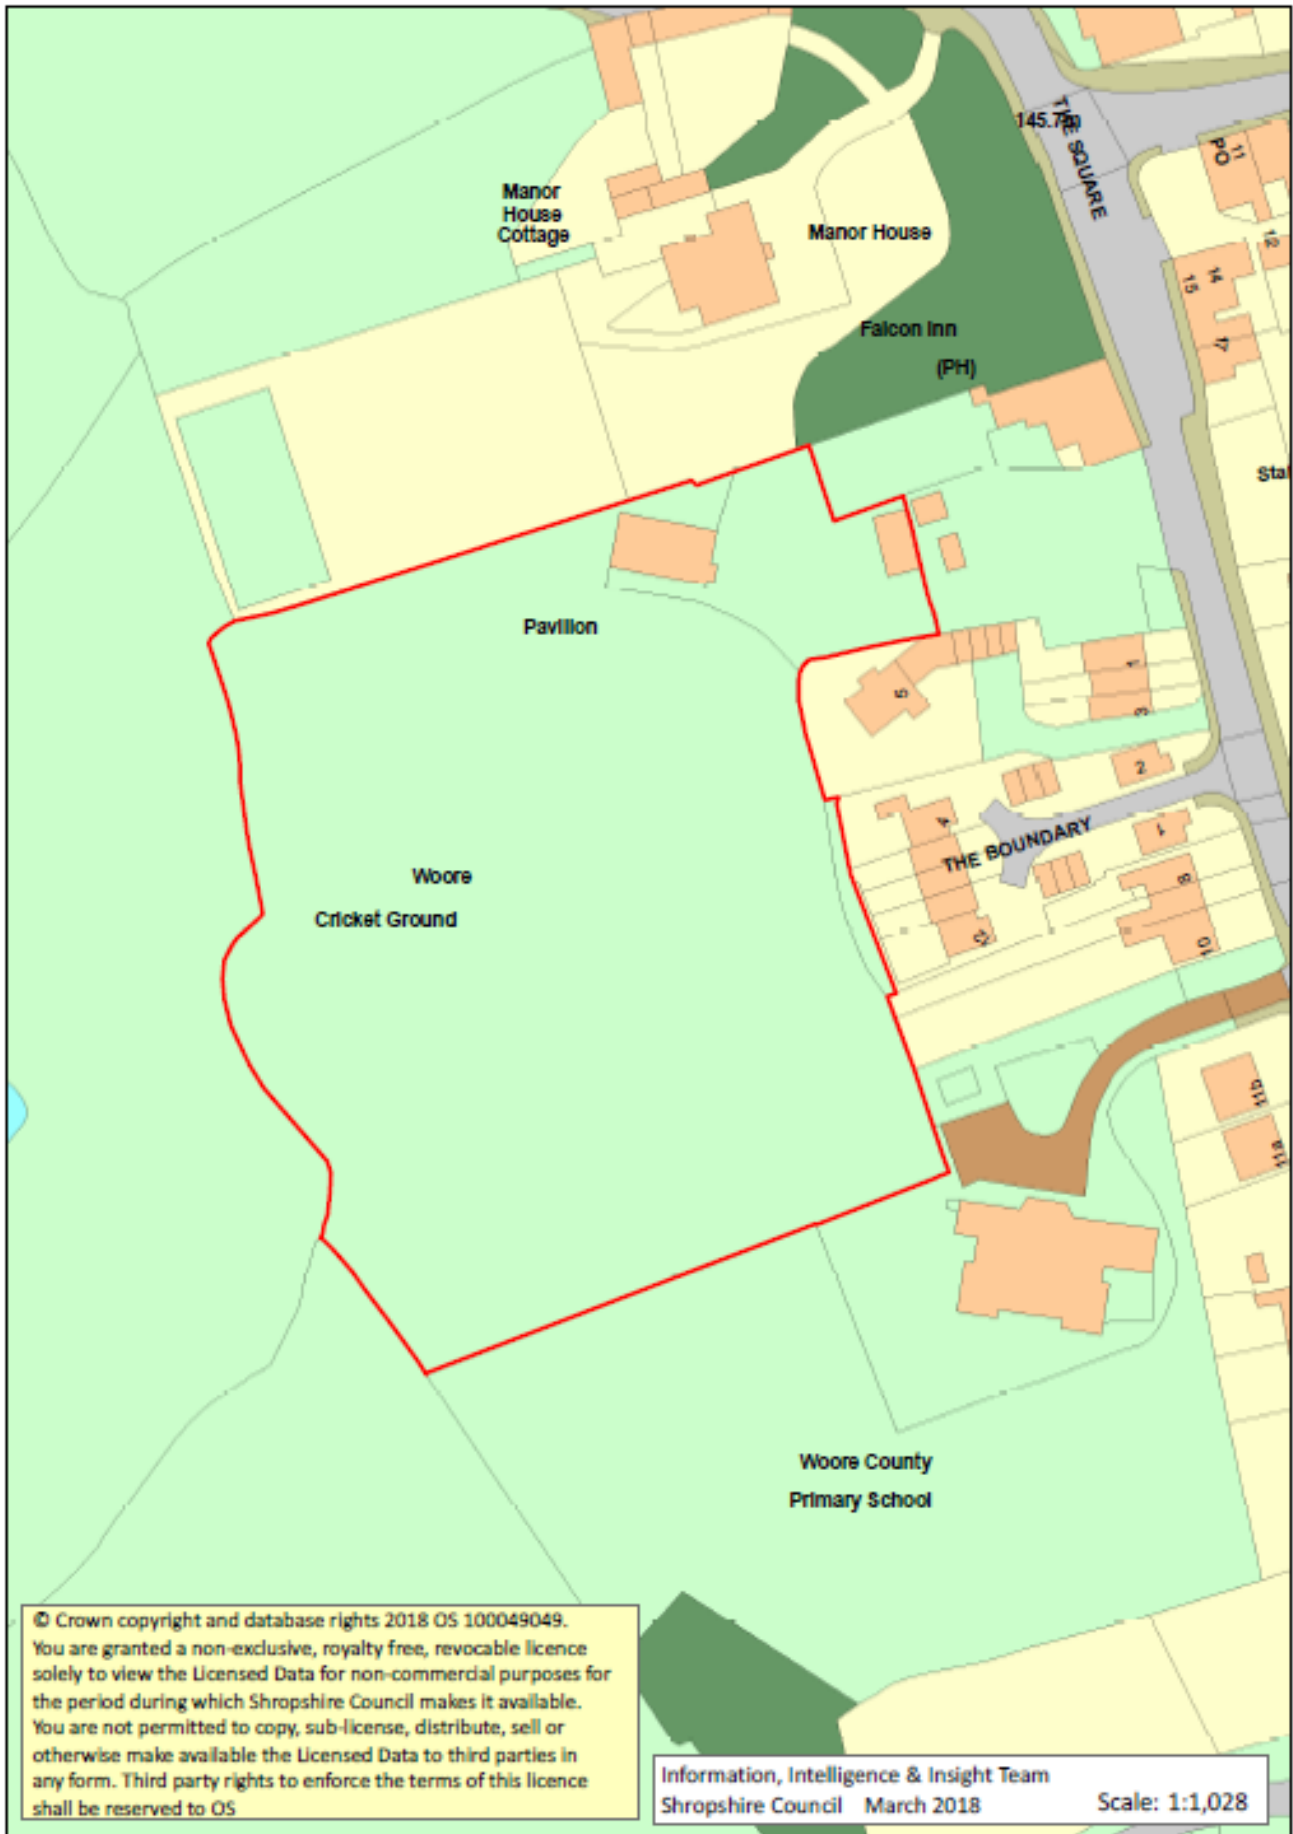 THE SQUARE
PO
11
12
Manor
House
Cottage
Manor House
14
15
17
Falcon Inn
(PH)
Pavilion
1
5
3
2
4
THE BOUNDARY
1
8
Woore
Cricket Ground
12
10
11b
11a
Woore County
Primary School
© Crown copyright and database rights 2018 OS 100049049.
You are granted a non-exclusive, royalty free, revocable licence
solely to view the Licensed Data for non-commercial purposes for
the period during which Shropshire Council makes it available.
You are not permitted to copy, sub-license, distribute, sell or
otherwise make available the Licensed Data to third parties in
any form. Third party rights to enforce the terms of this licence
shall be reserved to OS
Information, Intelligence & Insight Team
Shropshire Council March 2018 Scale: 1:1,028